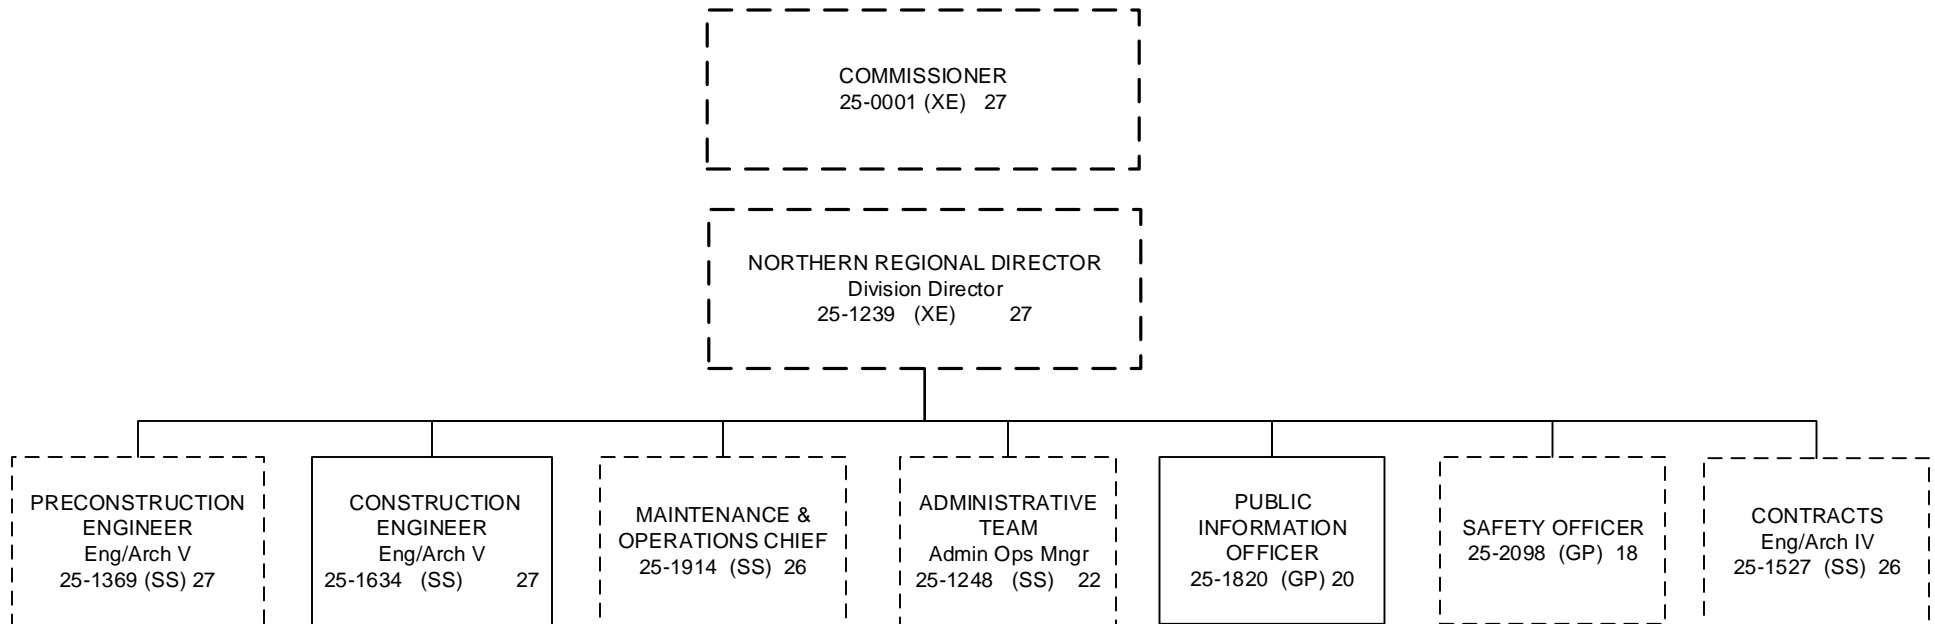 COMMISSIONER
25-0001 (XE) 27
NORTHERN REGIONAL DIRECTOR
Division Director
25-1239 (XE) 27
PRECONSTRUCTION
ENGINEER
Eng/Arch V
25-1369 (SS) 27
CONSTRUCTION
ENGINEER
Eng/Arch V
25-1634 (SS) 27
MAINTENANCE &
OPERATIONS CHIEF
25-1914 (SS) 26
ADMINISTRATIVE
TEAM
Admin Ops Mngr
25-1248 (SS) 22
PUBLIC
INFORMATION
OFFICER
25-1820 (GP) 20
SAFETY OFFICER
25-2098 (GP) 18
CONTRACTS
Eng/Arch IV
25-1527 (SS) 26